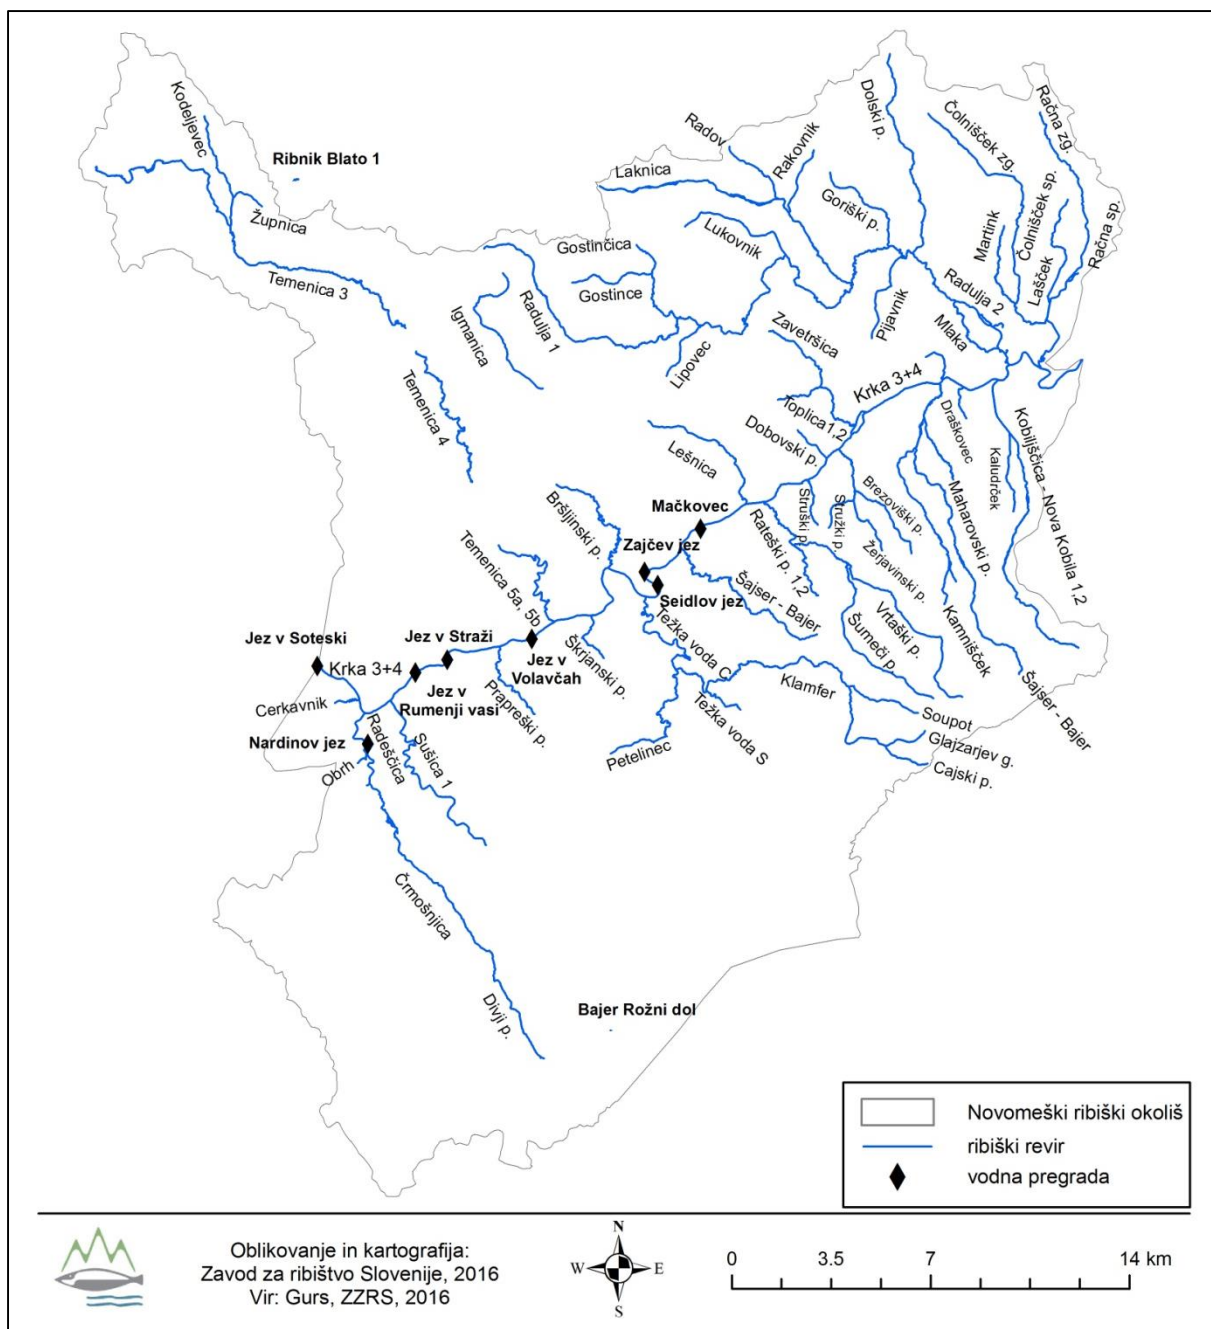 Kodeljevec
Ribnik Blato 1
Župnica
Temenica 3
Temenica 4
Igmanica
Radulja 1
Gostinčica
Gostince
Lipovec
Laknica
Radov
Rakovnik
Lukovnik
Goriški p.
Dolski p.
Pijavnik
Čolnišček zg.
Račna zg.
Martink
Čolnišček sp.
Lašček
Račna sp.
Radulja 2
Mlaka
Zavetršica
Krka 3+4
Toplica 1,2
Dobovski p.
Lešnica
Draškovec
Kaludrček
Kobiljščica - Nova Kobila 1,2
Maharovski p.
Brezoviški p.
Struški p.
Stružki p.
Žerjavinski p.
Rateški p. 1,2
Mačkovec
Zajčev jez
Seidlov jez
Bršljinski p.
Temenica 5a, 5b
Šajser - Bajer
Vrtaški p.
Šumeči p.
Kamnišček
Šajser - Bajer
Težka voda C
Škrjanski p.
Jez v Soteski
Krka 3+4
Jez v Straži
Jez v
Volavčah
Jez v
Rumenji vasi
Prapreški p.
Cerkavnik
Nardinov jez
Radeščica
Obrh
Sušica 1
Petelinec
Težka voda S
Klamfer
Soupot
Glajzarjev g.
Cajski p.
Črmošnjica
Divji p.
Bajer Rožni dol
Novomeški ribiški okoliš
ribiški revir
vodna pregrada
Oblikovanje in kartografija:
Zavod za ribištvo Slovenije, 2016
Vir: Gurs, ZZRS, 2016
N
W E
S
0 3.5 7 14 km